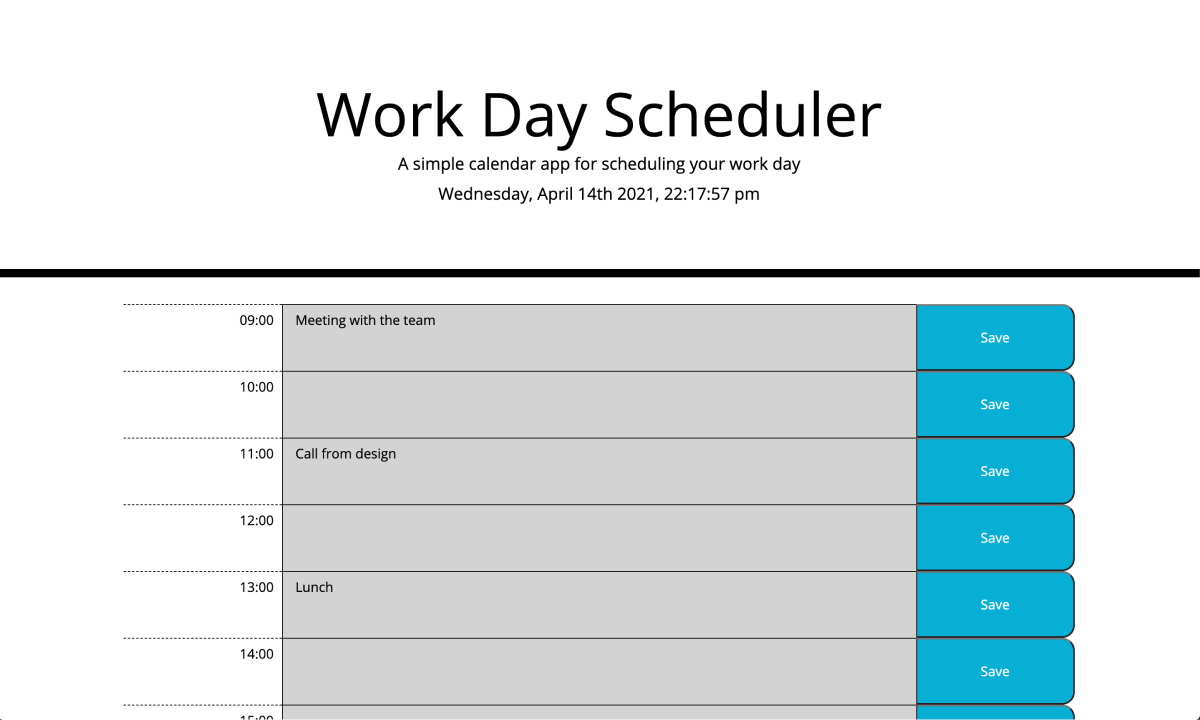 Work Day Scheduler
A simple calendar app for scheduling your work day
Wednesday, April 14th 2021, 22:17:57 pm
09:00 Meeting with the team Save
10:00 Save
11:00 Call from design Save
12:00 Save
13:00 Lunch Save
14:00 Save
15:00